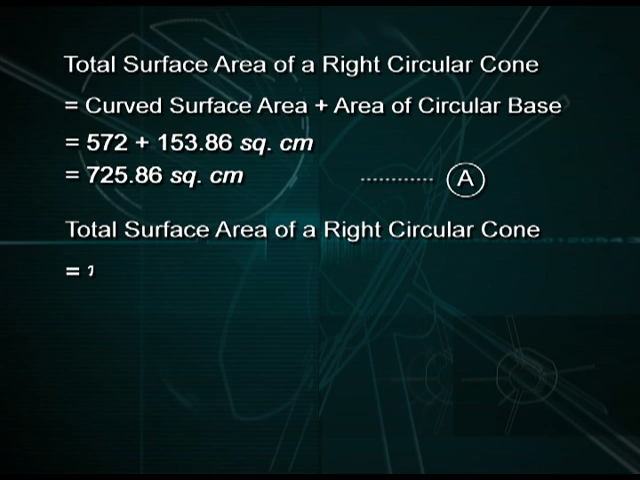 Total Surface Area of a Right Circular Cone
= Curved Surface Area + Area of Circular Base
= 572 + 153.86 sq. cm
= 725.86 sq. cm ............ A
Total Surface Area of a Right Circular Cone
=